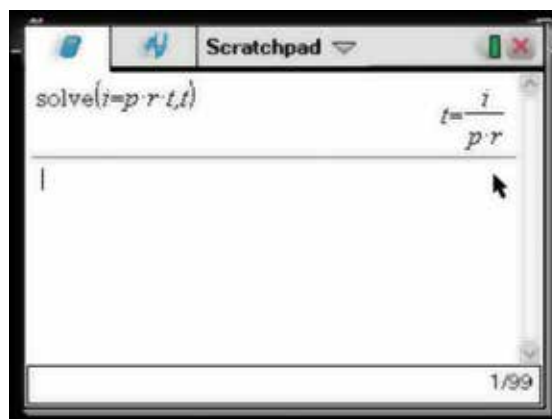 Scratchpad
solve(i=p·r·t,t)
t=i/(p·r)
1/99